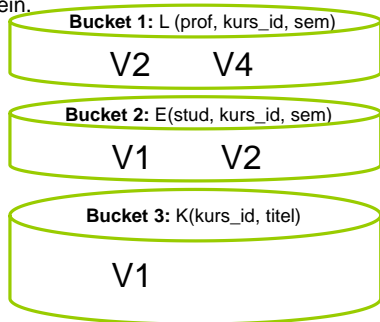 ein.
Bucket 1: L (prof, kurs_id, sem)
V2 V4
Bucket 2: E(stud, kurs_id, sem)
V1 V2
Bucket 3: K(kurs_id, titel)
V1